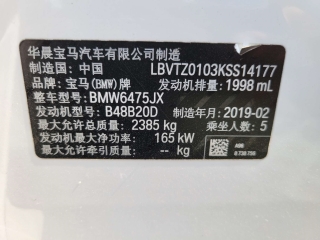 华晨宝马汽车有限公司制造
制造国：中国 LBVTZ0103KSS14177
品牌：宝马(BMW)牌 发动机排量：1998 mL
整车型号：BMW6475JX
发动机型号：B48B20D 制造年月：2019-02
最大允许总质量：2385 kg 乘坐人数：5
发动机最大净功率：165 kW
最大允许牵引质量：-- kg